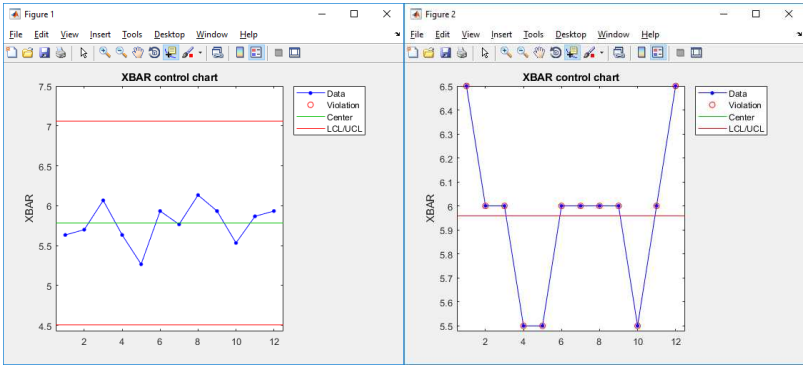 Figure 1
File Edit View Insert Tools Desktop Window Help
XBAR control chart
7.5
7
6.5
6
5.5
5
4.5
XBAR
2 4 6 8 10 12
Data
Violation
Center
LCL/UCL
Figure 2
File Edit View Insert Tools Desktop Window Help
XBAR control chart
6.5
6.4
6.3
6.2
6.1
6
5.9
5.8
5.7
5.6
5.5
XBAR
2 4 6 8 10 12
Data
Violation
Center
LCL/UCL